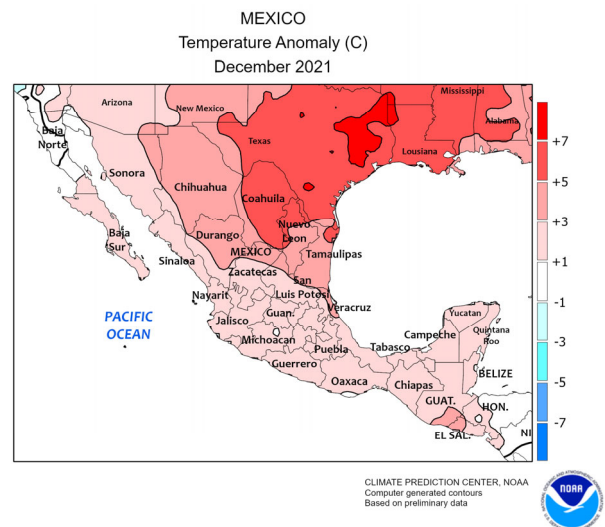 MEXICO
Temperature Anomaly (C)
December 2021
Mississippi
Arizona
New Mexico
Alabama
Baja
Norte
Texas
Louisiana
Sonora
Chihuahua
Coahuila
Nuevo
Leon
Baja
Sur
Durango
MEXICO
Tamaulipas
Sinaloa
Zacatecas
San
Luis Potosi
Nayarit
Veracruz
Jalisco
Guan.
Yucatan
Quintana
Roo
Campeche
Michoacan
Puebla
Tabasco
Guerrero
Oaxaca
Chiapas
BELIZE
GUAT.
HON.
EL SAL.
NI
PACIFIC
OCEAN
+7
+5
+3
+1
-1
-3
-5
-7
CLIMATE PREDICTION CENTER, NOAA
Computer generated contours
Based on preliminary data
NOAA